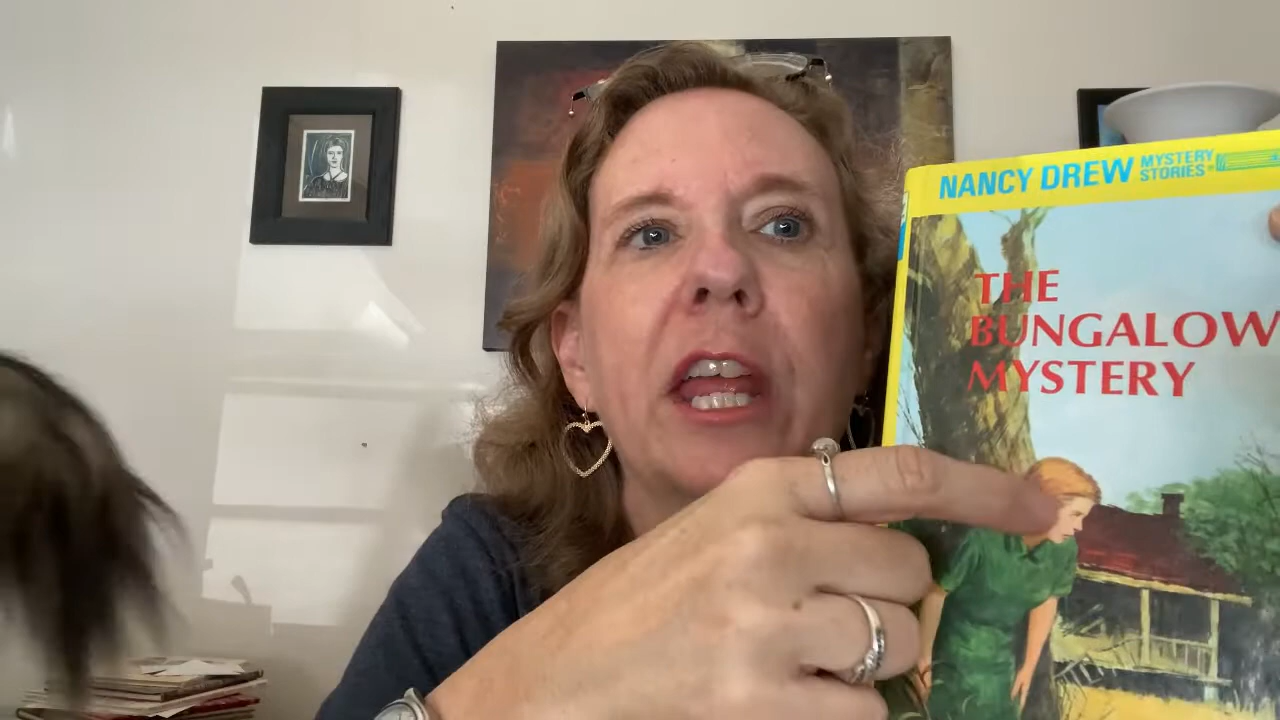 NANCY DREW
MYSTERY
STORIES
THE
BUNGALOW
MYSTERY